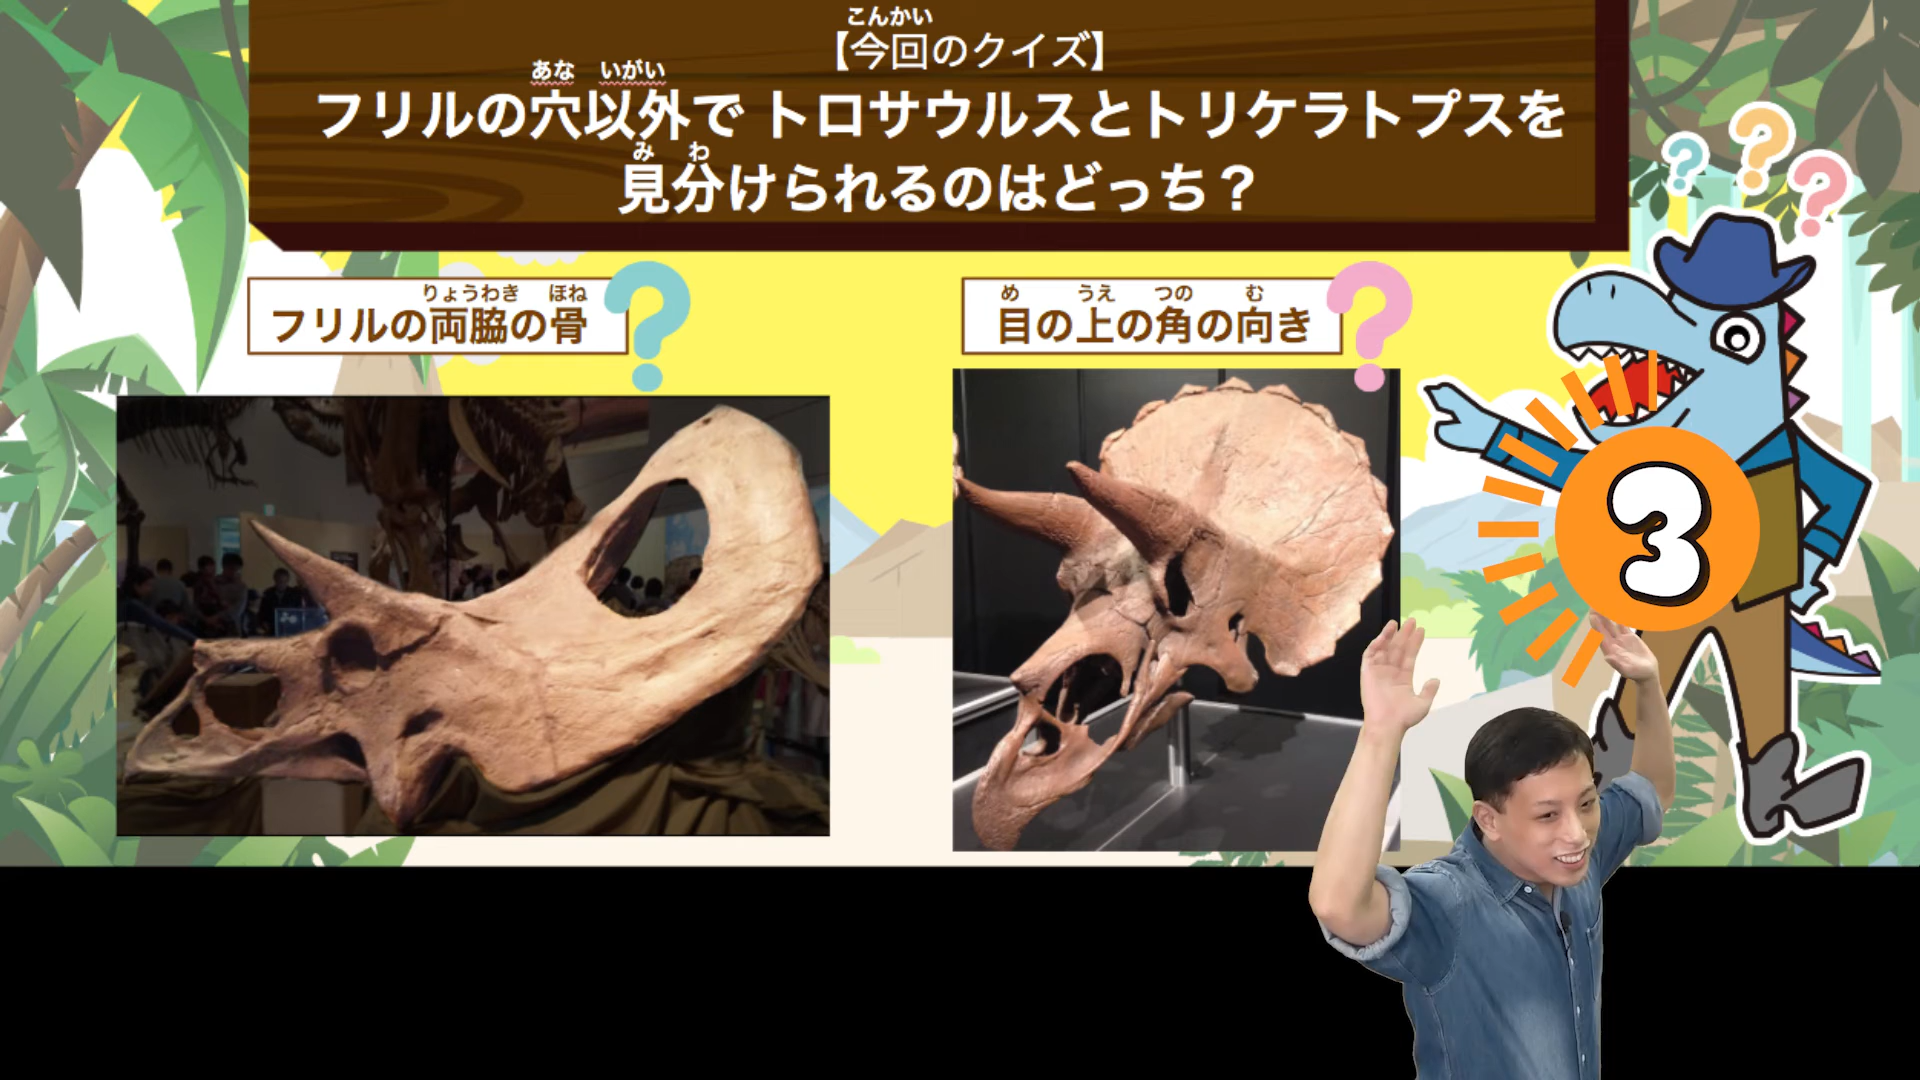 こんかい
【今回のクイズ】
あな いがい
フリルの穴以外で トロサウルスとトリケラトプスを
み わ
見分けられるのはどっち？
りょうわき ほね
フリルの両脇の骨?
め うえ つの む
目の上の角の向き?
???
3